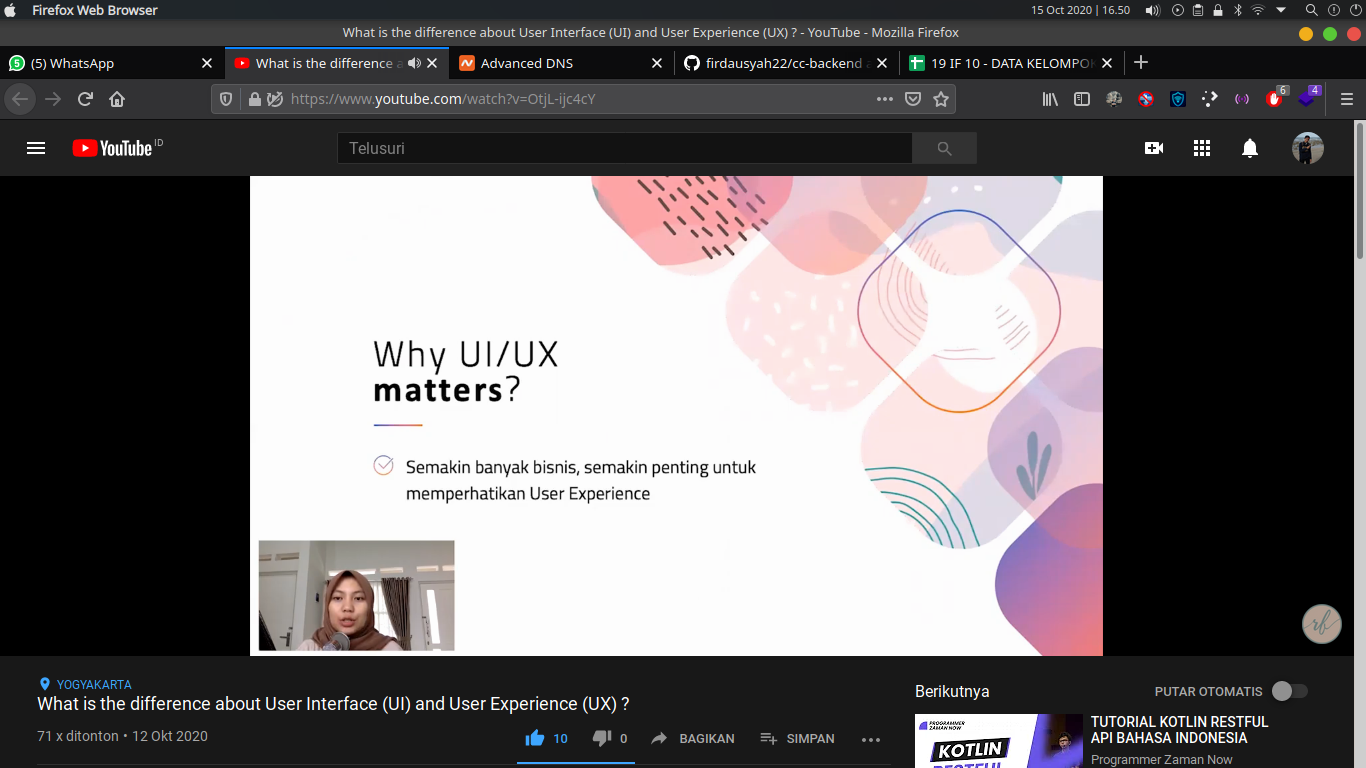 Firefox Web Browser
15 Oct 2020 | 16.50
What is the difference about User Interface (UI) and User Experience (UX) ? - YouTube - Mozilla Firefox
(5) WhatsApp
What is the difference a
Advanced DNS
firdausyah22/cc-backend a
19 IF 10 - DATA KELOMPOK
https://www.youtube.com/watch?v=OtjL-ijc4cY
6
4
YouTube ID
Telusuri
Why UI/UX
matters?
Semakin banyak bisnis, semakin penting untuk
memperhatikan User Experience
rf
YOGYAKARTA
What is the difference about User Interface (UI) and User Experience (UX) ?
71 x ditonton • 12 Okt 2020
10
0
BAGIKAN
SIMPAN
Berikutnya
PUTAR OTOMATIS
PROGRAMMER
ZAMAN NOW
KOTLIN
RESTFUL
TUTORIAL KOTLIN RESTFUL
API BAHASA INDONESIA
Programmer Zaman Now